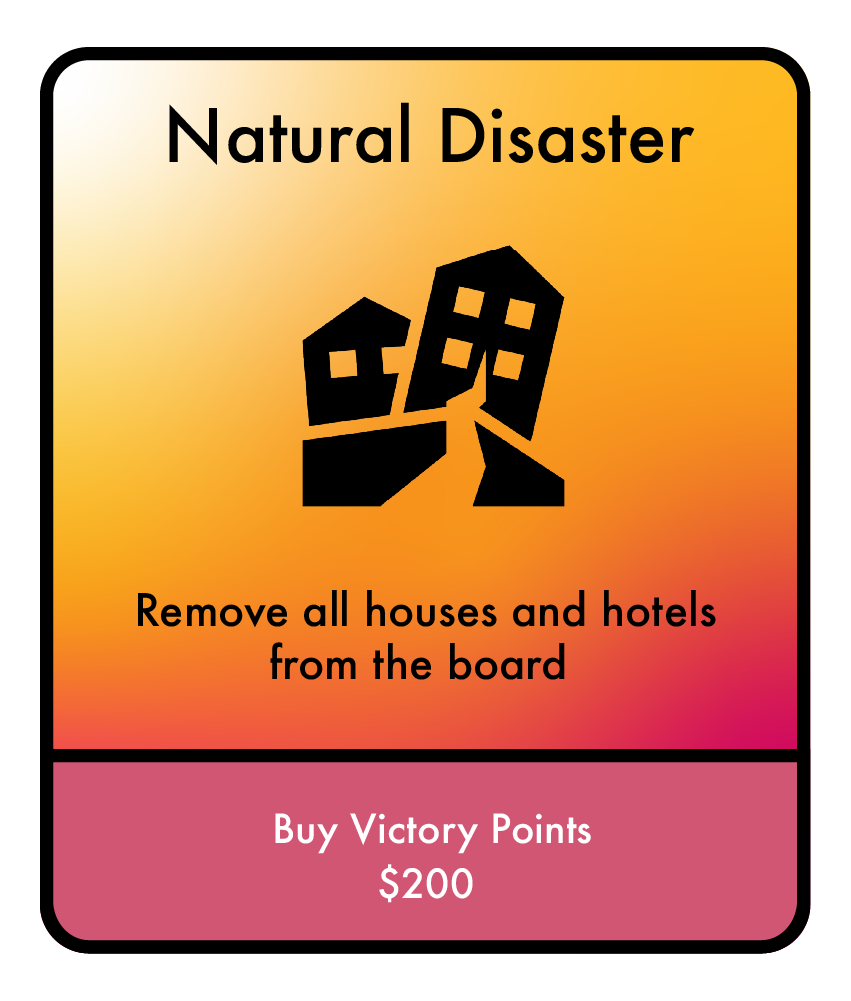 Natural Disaster
Remove all houses and hotels
from the board
Buy Victory Points
$200